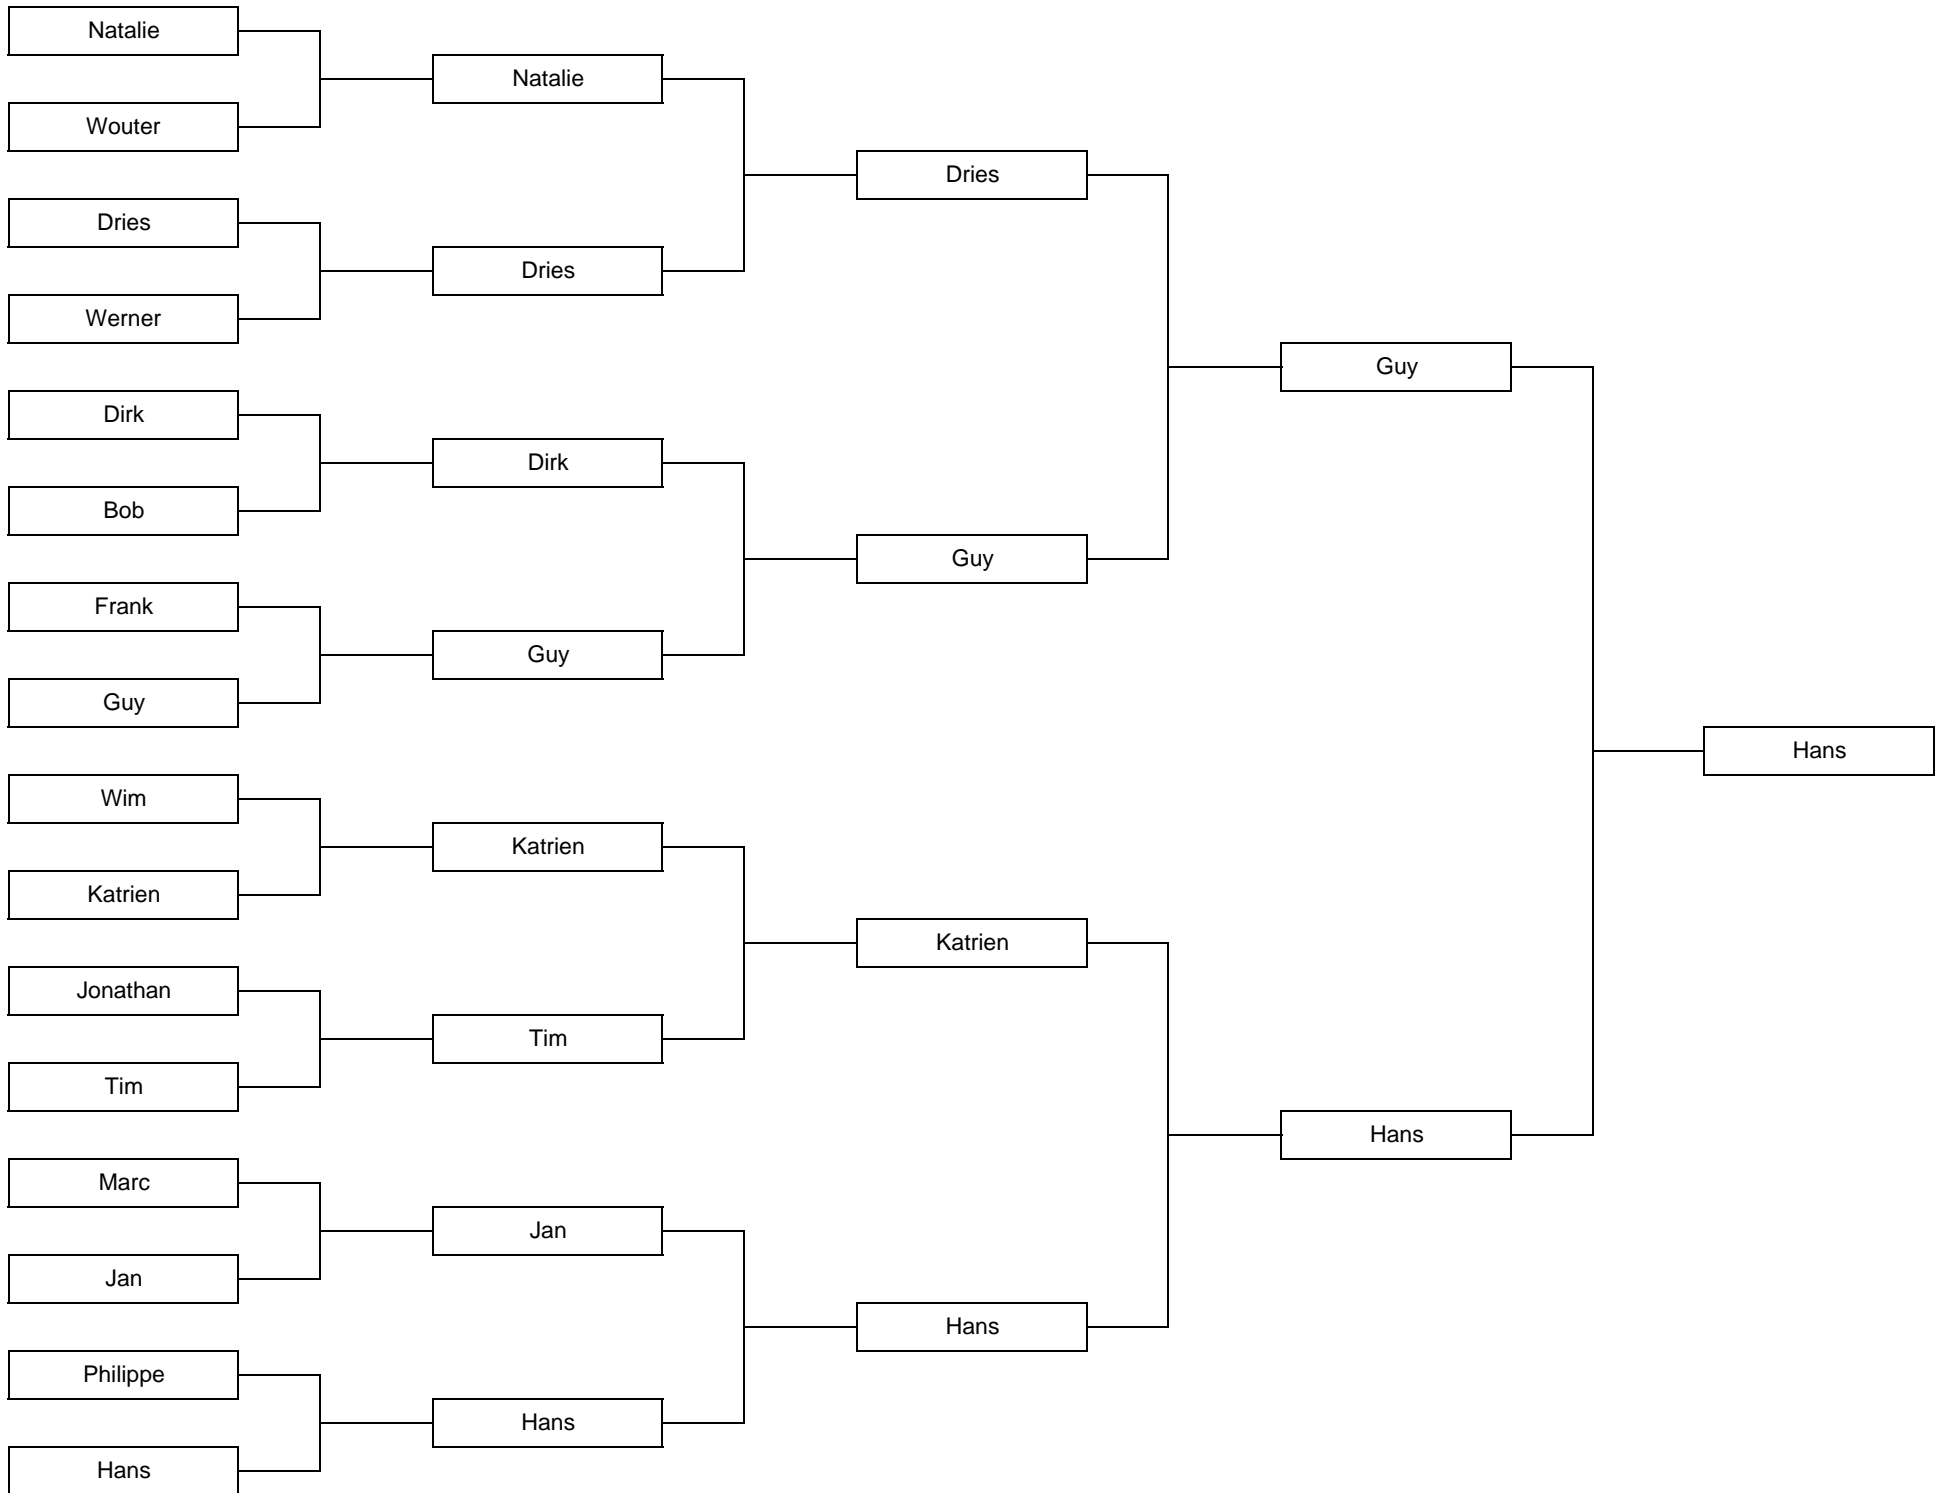 Natalie
Wouter
Dries
Werner
Dirk
Bob
Frank
Guy
Wim
Katrien
Jonathan
Tim
Marc
Jan
Philippe
Hans
Natalie
Dries
Dirk
Guy
Katrien
Tim
Jan
Hans
Dries
Guy
Katrien
Hans
Guy
Hans
Hans